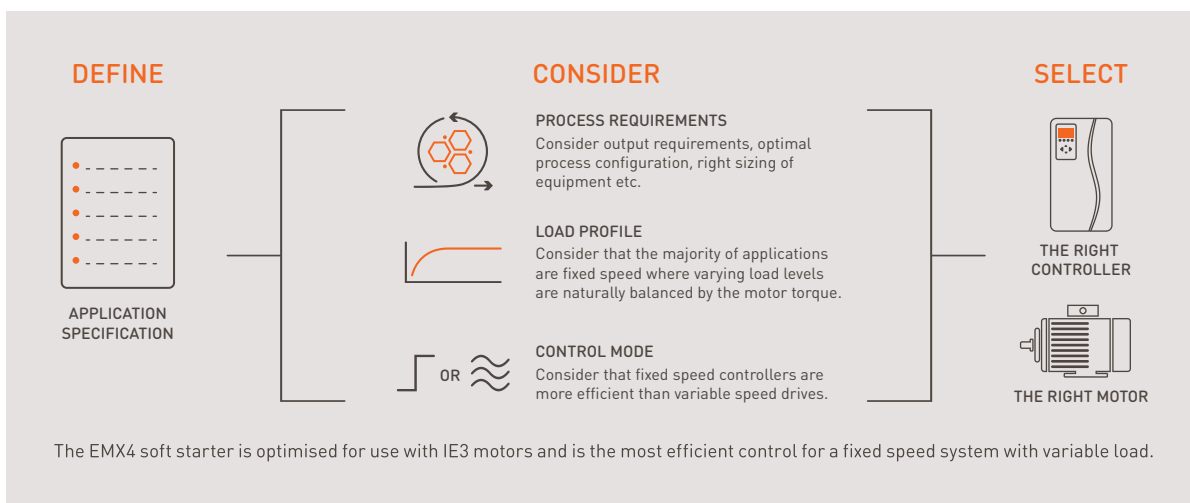 DEFINE
CONSIDER
SELECT
APPLICATION
SPECIFICATION
PROCESS REQUIREMENTS
Consider output requirements, optimal
process configuration, right sizing of
equipment etc.
LOAD PROFILE
Consider that the majority of applications
are fixed speed where varying load levels
are naturally balanced by the motor torque.
OR
CONTROL MODE
Consider that fixed speed controllers are
more efficient than variable speed drives.
THE RIGHT
CONTROLLER
THE RIGHT MOTOR
The EMX4 soft starter is optimised for use with IE3 motors and is the most efficient control for a fixed speed system with variable load.